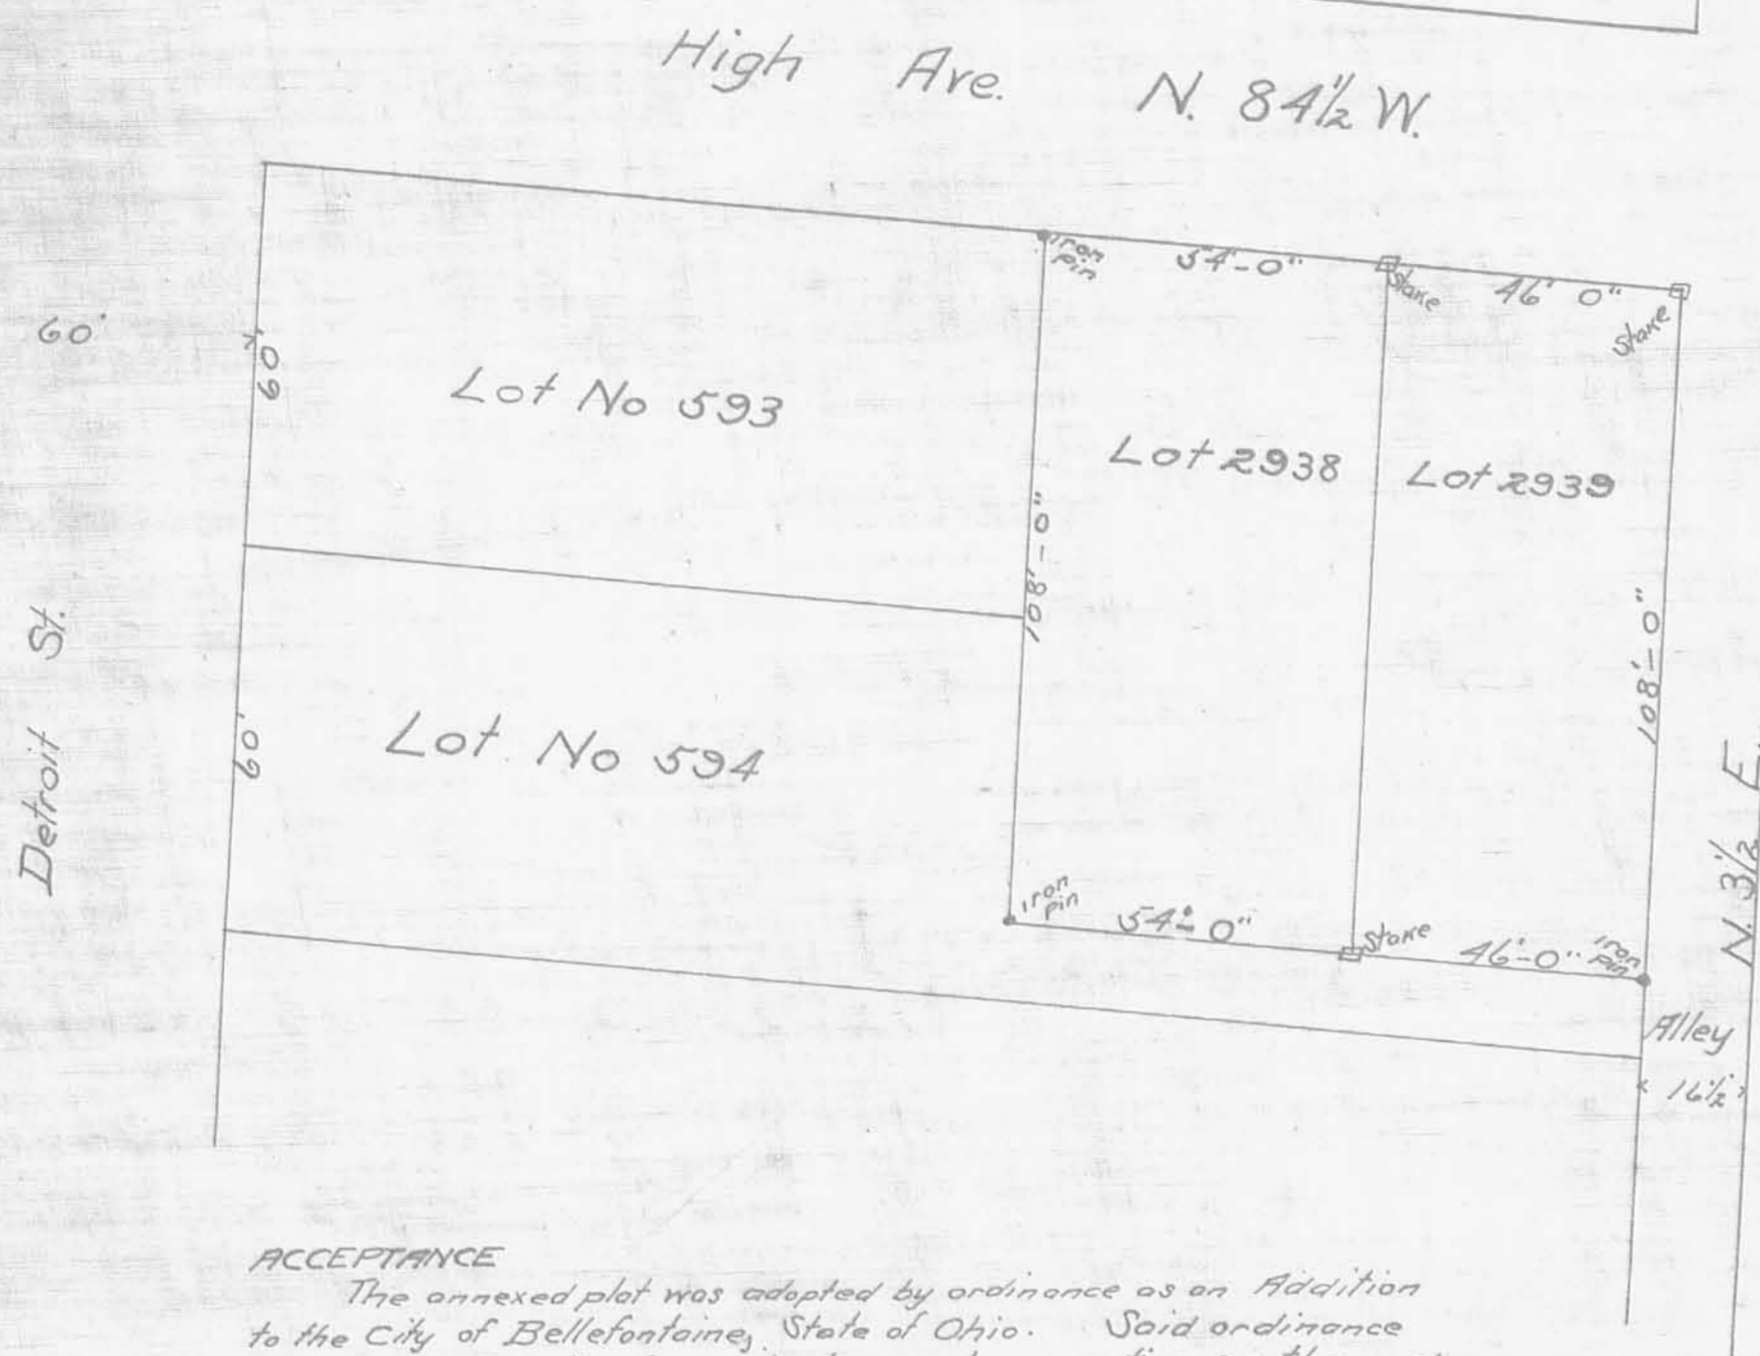 High Ave. N. 84½ W.
Iron
Pin
54'-0"
Stake
46' 0"
Stake
60'
60'
Lot No 593
Lot 2938
Lot 2939
108'-0"
108'-0"
Detroit St.
60'
Lot No 594
Iron
Pin
54'-0"
Stake
46'-0"
Iron
Pin
N. 3½ E.
Alley
16½'
ACCEPTANCE
The annexed plat was adopted by ordinance as an Addition
to the City of Bellefontaine, State of Ohio. Said ordinance